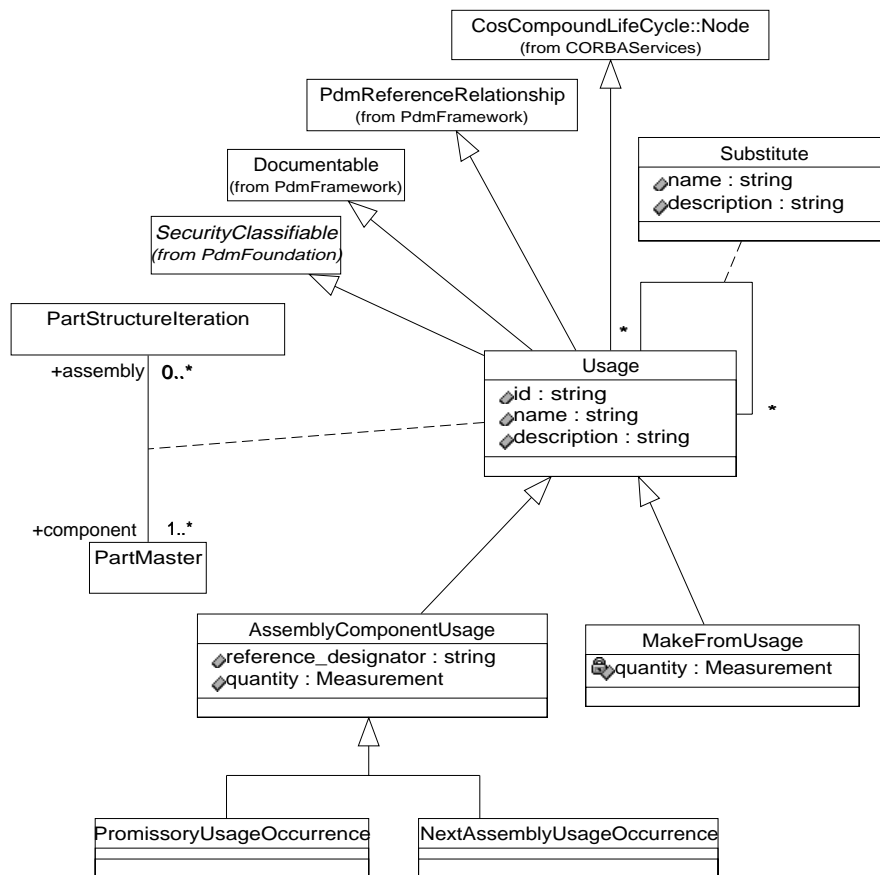 CosCompoundLifeCycle::Node
(from CORBAServices)
PdmReferenceRelationship
(from PdmFramework)
Substitute
name : string
description : string
Documentable
(from PdmFramework)
SecurityClassifiable
(from PdmFoundation)
PartStructureIteration
+assembly
0..*
*
Usage
id : string
name : string
description : string
*
+component
1..*
PartMaster
AssemblyComponentUsage
reference_designator : string
quantity : Measurement
MakeFromUsage
quantity : Measurement
PromissoryUsageOccurrence
NextAssemblyUsageOccurrence